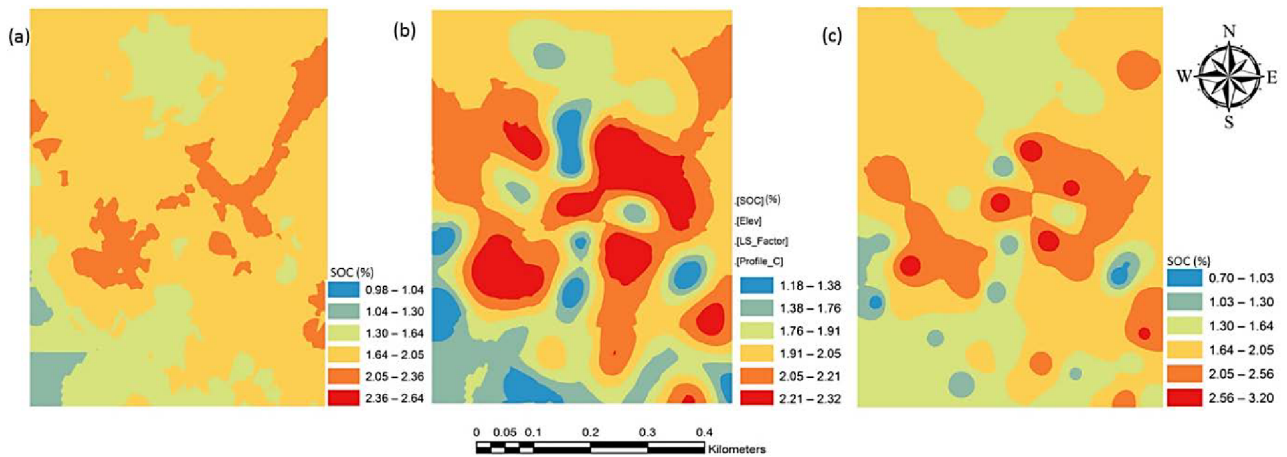 (a)
(b)
(c)
N
W E
S
SOC (%)
0.98 – 1.04
1.04 – 1.30
1.30 – 1.64
1.64 – 2.05
2.05 – 2.36
2.36 – 2.64
.[SOC] (%)
.[Elev]
.[LS_Factor]
.[Profile_C]
1.18 – 1.38
1.38 – 1.76
1.76 – 1.91
1.91 – 2.05
2.05 – 2.21
2.21 – 2.32
SOC (%)
0.70 – 1.03
1.03 – 1.30
1.30 – 1.64
1.64 – 2.05
2.05 – 2.56
2.56 – 3.20
0 0.05 0.1 0.2 0.3 0.4
Kilometers